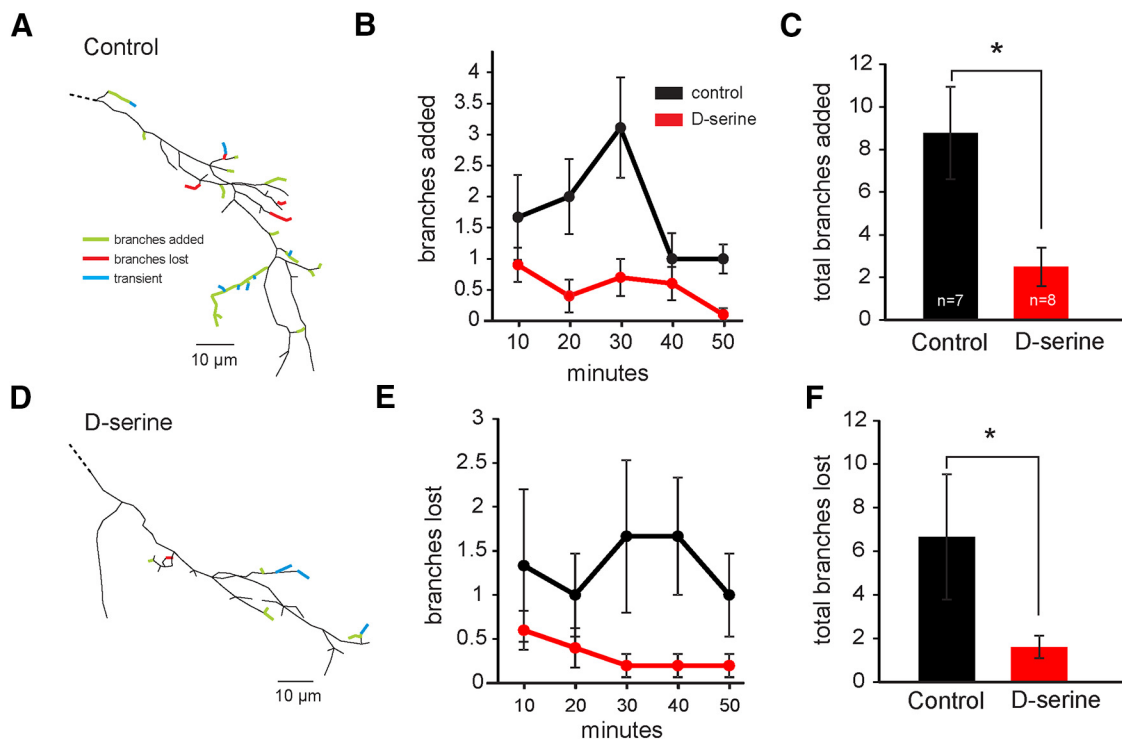 A
Control
branches added
branches lost
transient
10 µm
B
branches added
4
3.5
3
2.5
2
1.5
1
0.5
0
10 20 30 40 50
minutes
control
D-serine
C
total branches added
12
10
8
6
4
2
0
*
n=7 n=8
Control D-serine
D
D-serine
10 µm
E
branches lost
3
2.5
2
1.5
1
0.5
0
10 20 30 40 50
minutes
F
total branches lost
12
10
8
6
4
2
0
*
Control D-serine